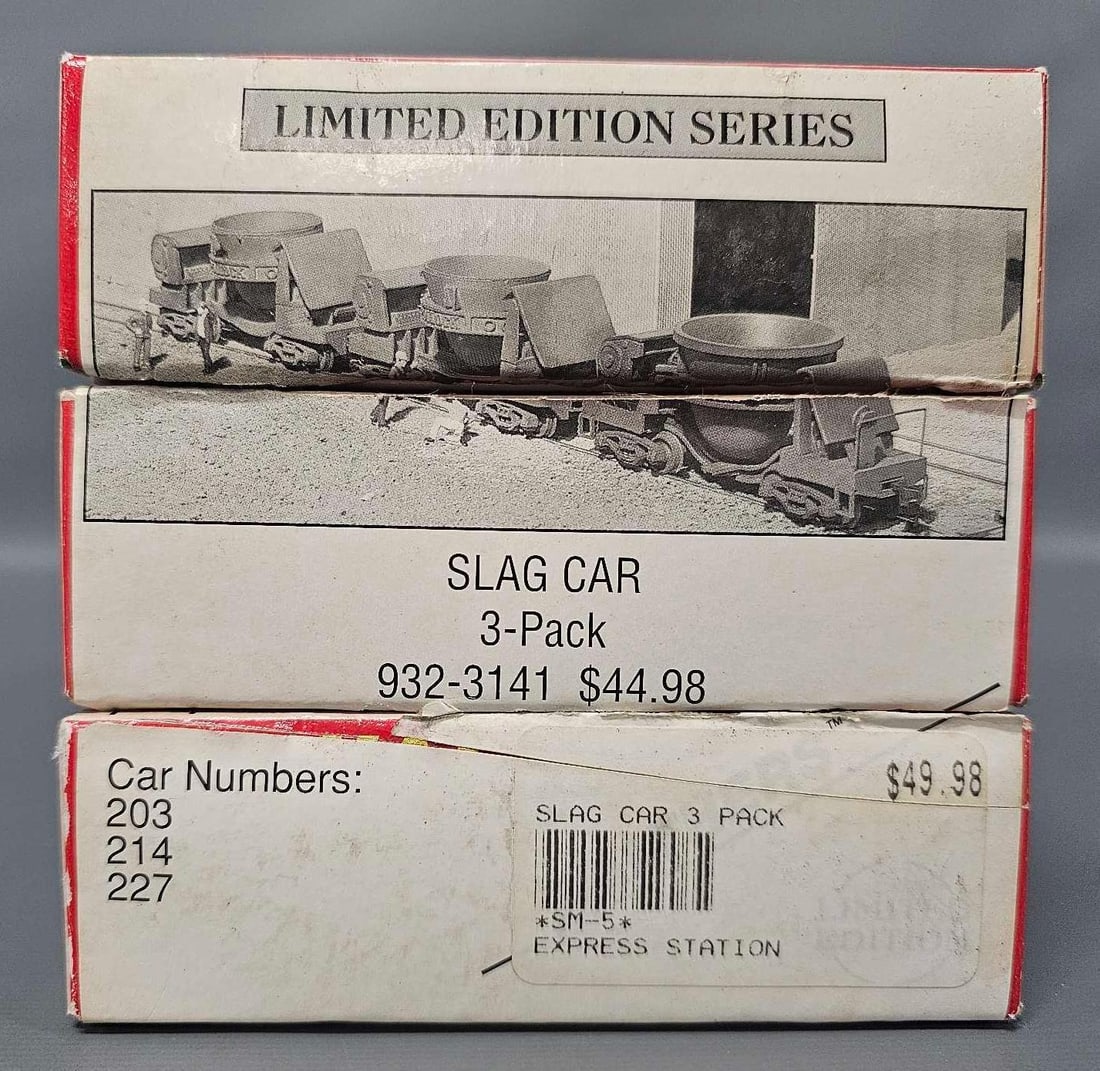 LIMITED EDITION SERIES
SLAG CAR
3-Pack
932-3141 $44.98
TM
Car Numbers:
203
214
227
$49.98
SLAG CAR 3 PACK
*SM-5*
EXPRESS STATION